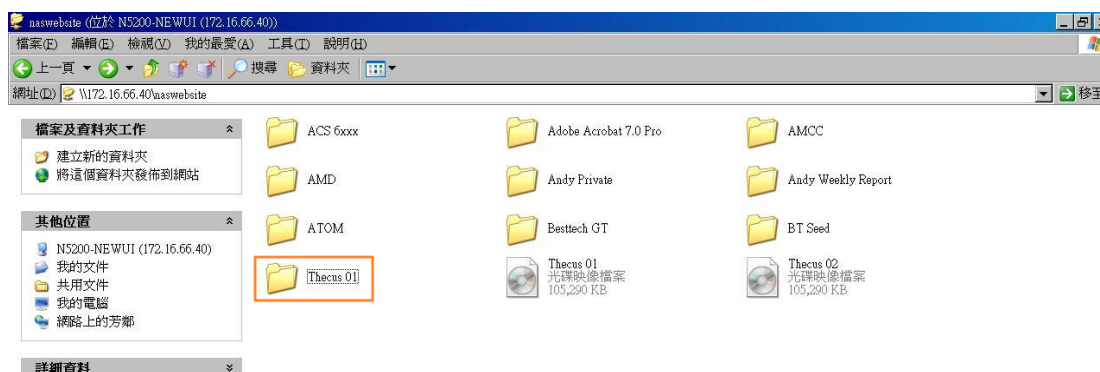 naswebsite (位於 N5200-NEWUI (172.16.66.40))
檔案(F) 編輯(E) 檢視(V) 我的最愛(A) 工具(T) 說明(H)
上一頁 搜尋 資料夾
網址(D) \\172.16.66.40\naswebsite 移至
檔案及資料夾工作
建立新的資料夾
將這個資料夾發佈到網站
其他位置
N5200-NEWUI (172.16.66.40)
我的文件
共用文件
我的電腦
網路上的芳鄰
詳細資料
ACS 6xxx Adobe Acrobat 7.0 Pro AMCC
AMD Andy Private Andy Weekly Report
ATOM Besttech GT BT Seed
Thecus 01
Thecus 01
光碟映像檔案
105,290 KB
Thecus 02
光碟映像檔案
105,290 KB